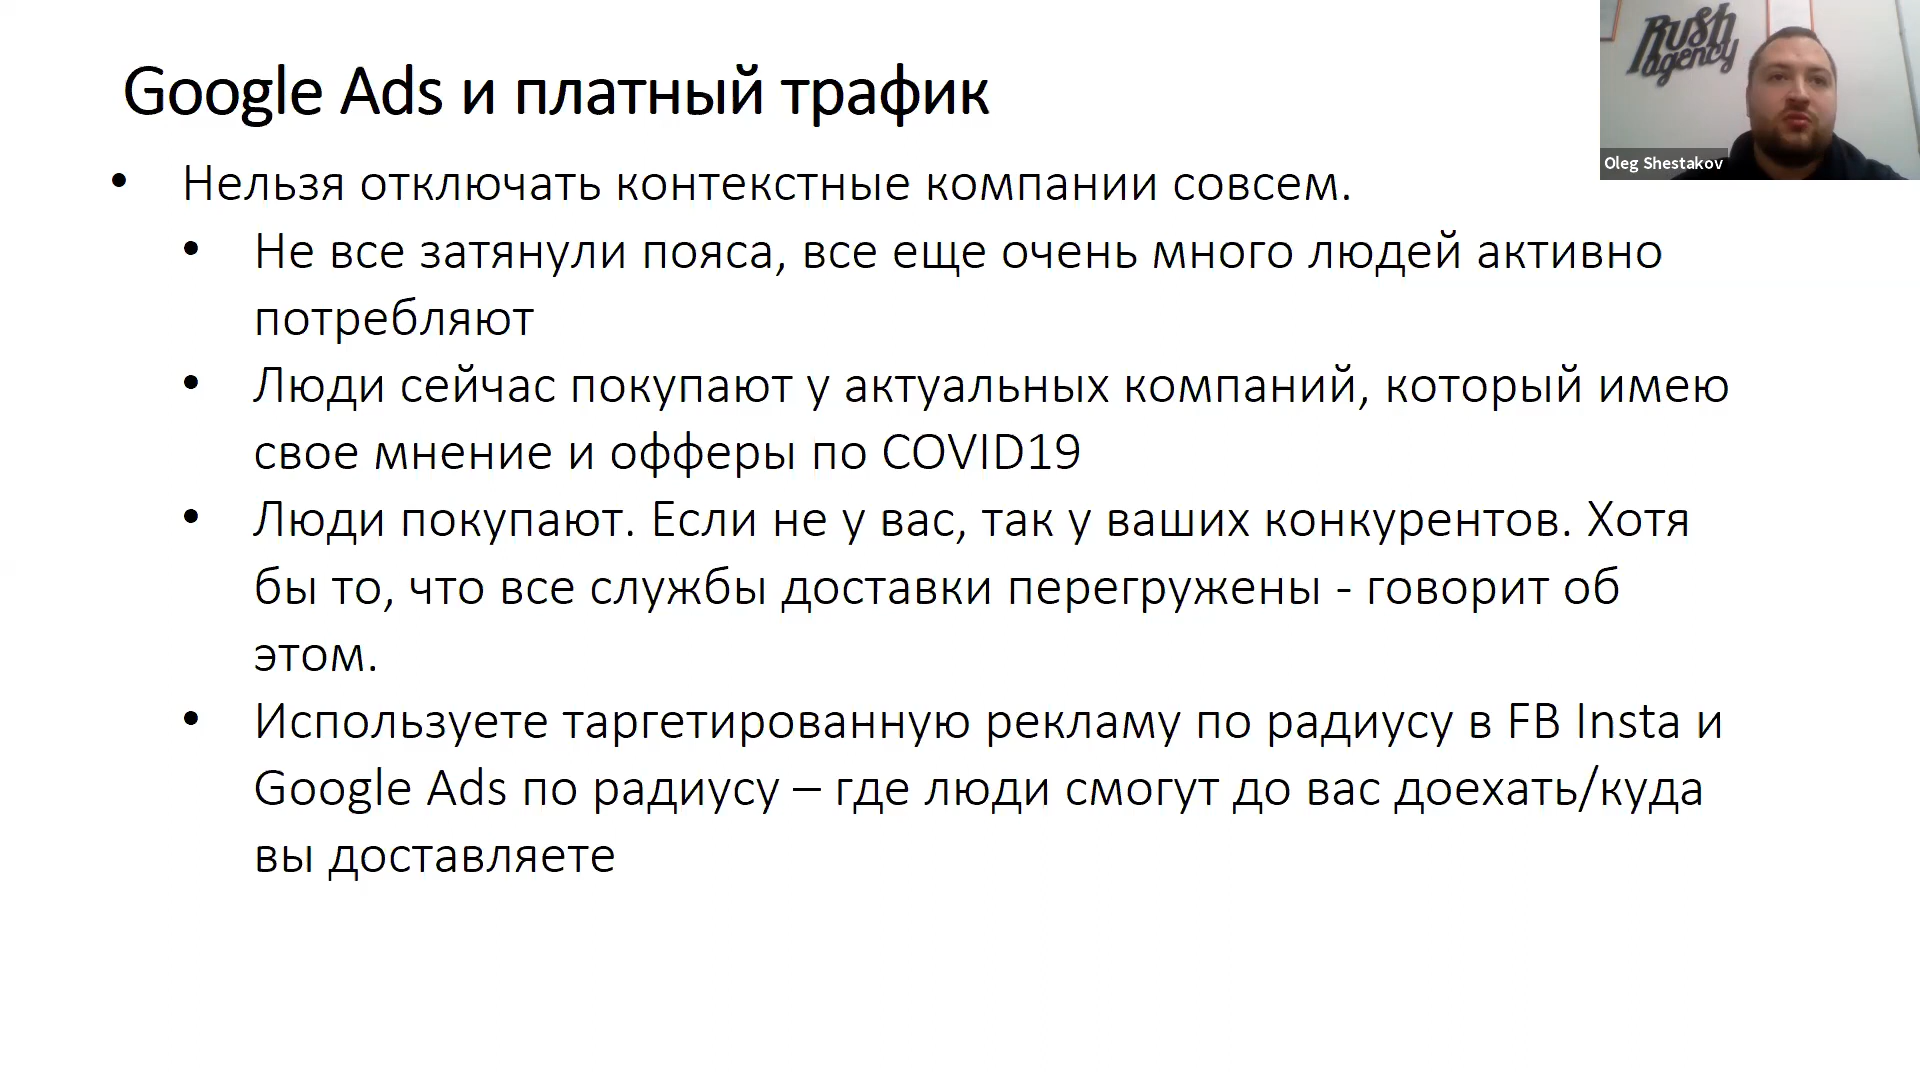 Google Ads и платный трафик
• Нельзя отключать контекстные компании совсем.
• Не все затянули пояса, все еще очень много людей активно
потребляют
• Люди сейчас покупают у актуальных компаний, который имею
свое мнение и офферы по COVID19
• Люди покупают. Если не у вас, так у ваших конкурентов. Хотя
бы то, что все службы доставки перегружены - говорит об
этом.
• Используете таргетированную рекламу по радиусу в FB Insta и
Google Ads по радиусу – где люди смогут до вас доехать/куда
вы доставляете
Rush
agency
Oleg Shestakov